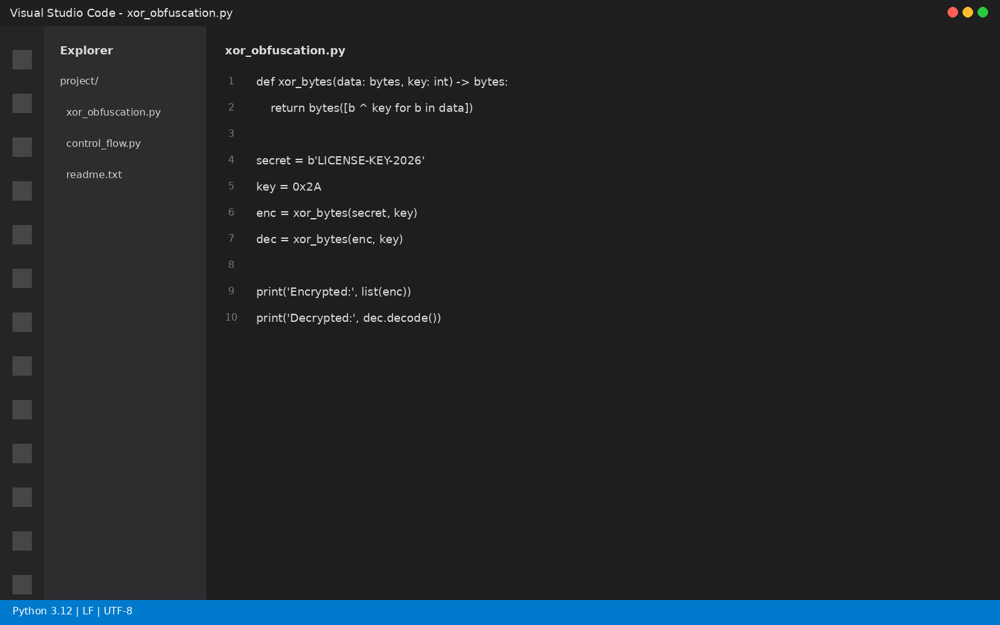 Visual Studio Code - xor_obfuscation.py
Explorer
project/
xor_obfuscation.py
control_flow.py
readme.txt
xor_obfuscation.py
1 def xor_bytes(data: bytes, key: int) -> bytes:
2     return bytes([b ^ key for b in data])
3
4 secret = b'LICENSE-KEY-2026'
5 key = 0x2A
6 enc = xor_bytes(secret, key)
7 dec = xor_bytes(enc, key)
8
9 print('Encrypted:', list(enc))
10 print('Decrypted:', dec.decode())
Python 3.12 | LF | UTF-8